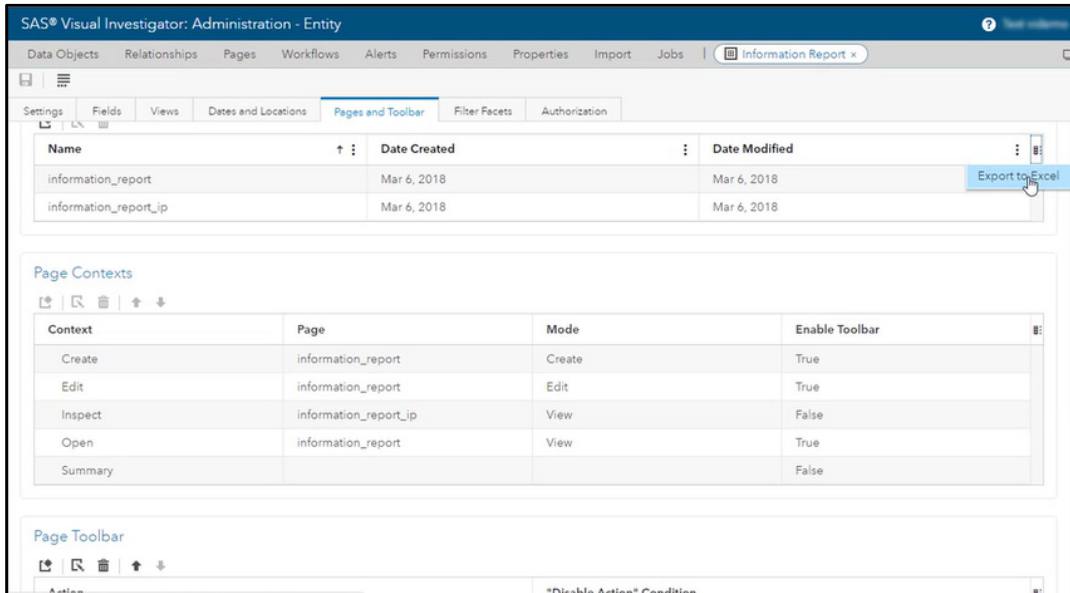 SAS® Visual Investigator: Administration - Entity ?
Data Objects Relationships Pages Workflows Alerts Permissions Properties Import Jobs Information Report ×
Settings Fields Views Dates and Locations Pages and Toolbar Filter Facets Authorization
Name Date Created Date Modified
Export to Excel
information_report Mar 6, 2018 Mar 6, 2018
information_report_ip Mar 6, 2018 Mar 6, 2018
Page Contexts
Context Page Mode Enable Toolbar
Create information_report Create True
Edit information_report Edit True
Inspect information_report_ip View False
Open information_report View True
Summary False
Page Toolbar
Action "Disable Action" Condition